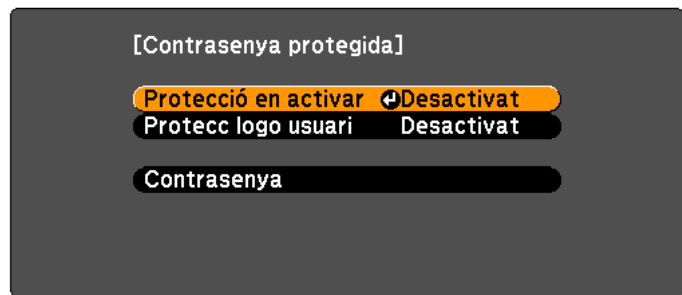 [Contrasenya protegida]
Protecció en activar Desactivat
Protecc logo usuari Desactivat
Contrasenya